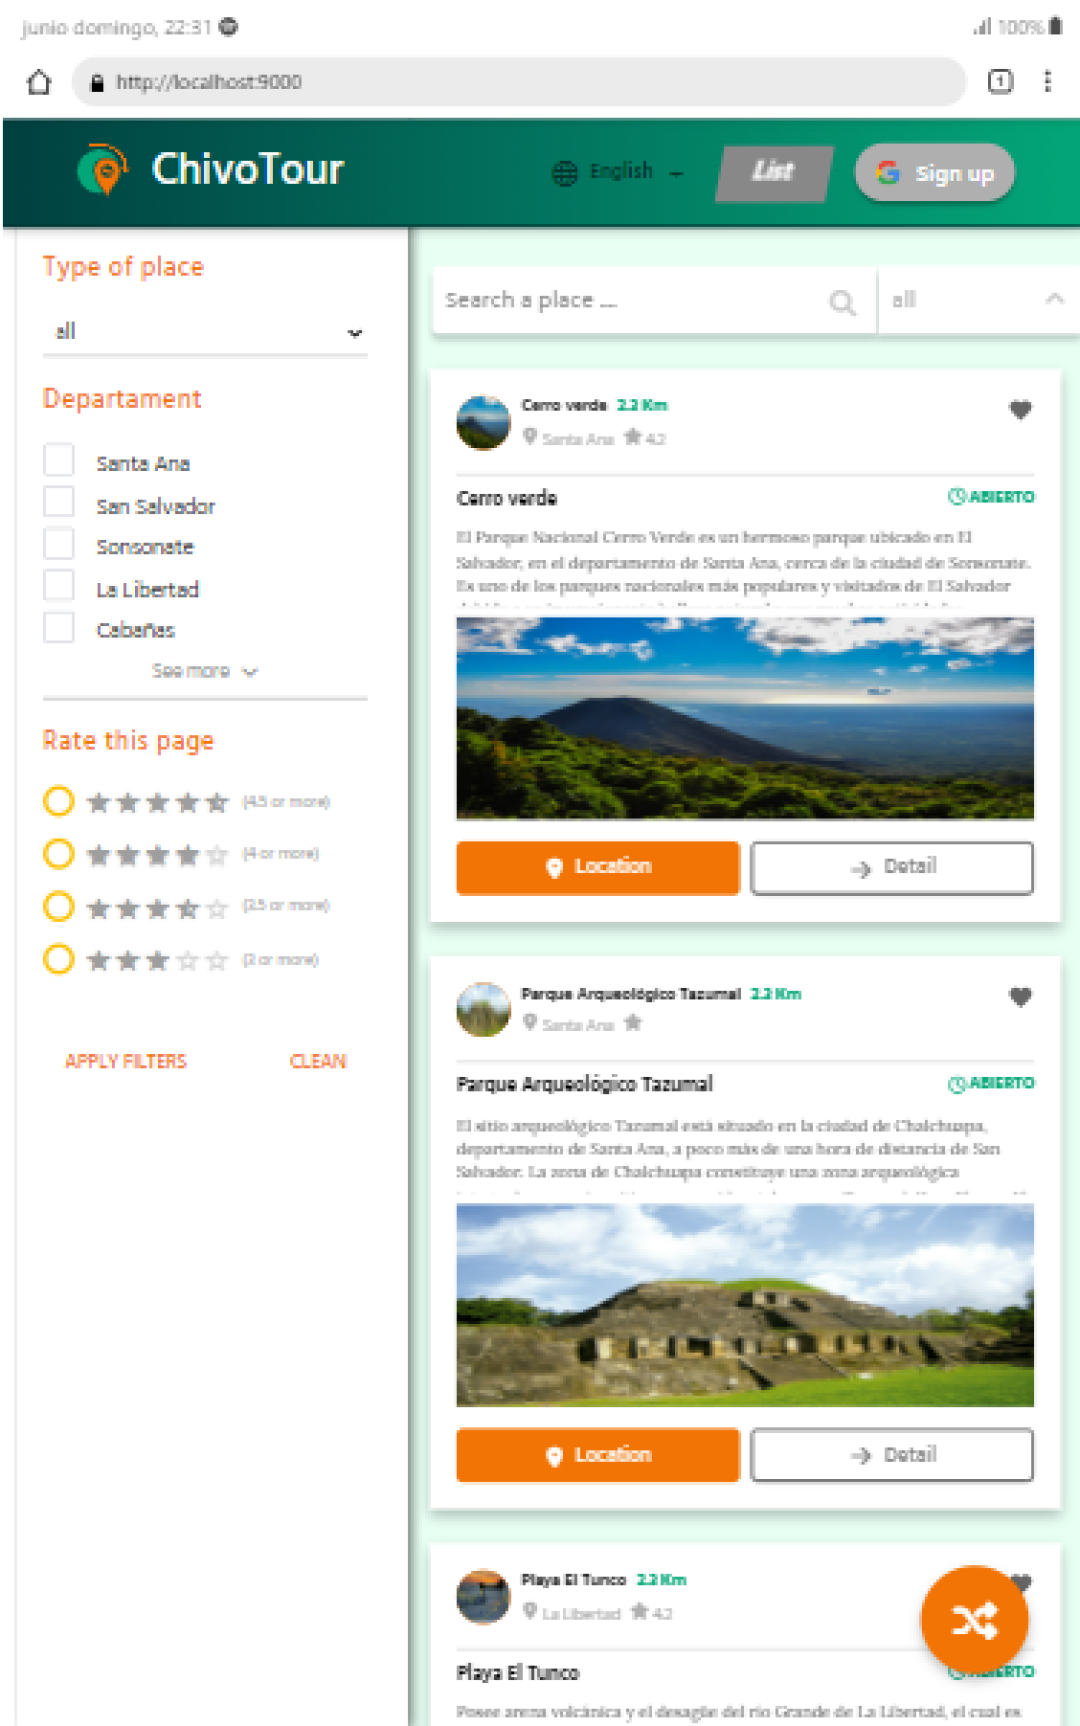 junio domingo, 22:31
100%
http://localhost:9000
1
ChivoTour
English
List
Sign up
Type of place
all
Departament
Santa Ana
San Salvador
Sonsonate
La Libertad
Cabañas
See more
Rate this page
(4.5 or more)
(4 or more)
(3.5 or more)
(3 or more)
APPLY FILTERS
CLEAN
Search a place ...
all
Cerro verde 2.2 Km
Santa Ana 4.2
Cerro verde
ABIERTO
El Parque Nacional Cerro Verde es un hermoso parque ubicado en El
Salvador, en el departamento de Santa Ana, cerca de la ciudad de Sonsonate.
Es uno de los parques nacionales más populares y visitados de El Salvador
Location
Detail
Parque Arqueológico Tazumal 2.2 Km
Santa Ana
Parque Arqueológico Tazumal
ABIERTO
El sitio arqueológico Tazumal está situado en la ciudad de Chalchuapa,
departamento de Santa Ana, a poco más de una hora de distancia de San
Salvador. La zona de Chalchuapa constituye una zona arqueológica
Location
Detail
Playa El Tunco 2.2 Km
La Libertad 4.2
Playa El Tunco
ABIERTO
Posee arena volcánica y el desagüe del río Grande de La Libertad, el cual es